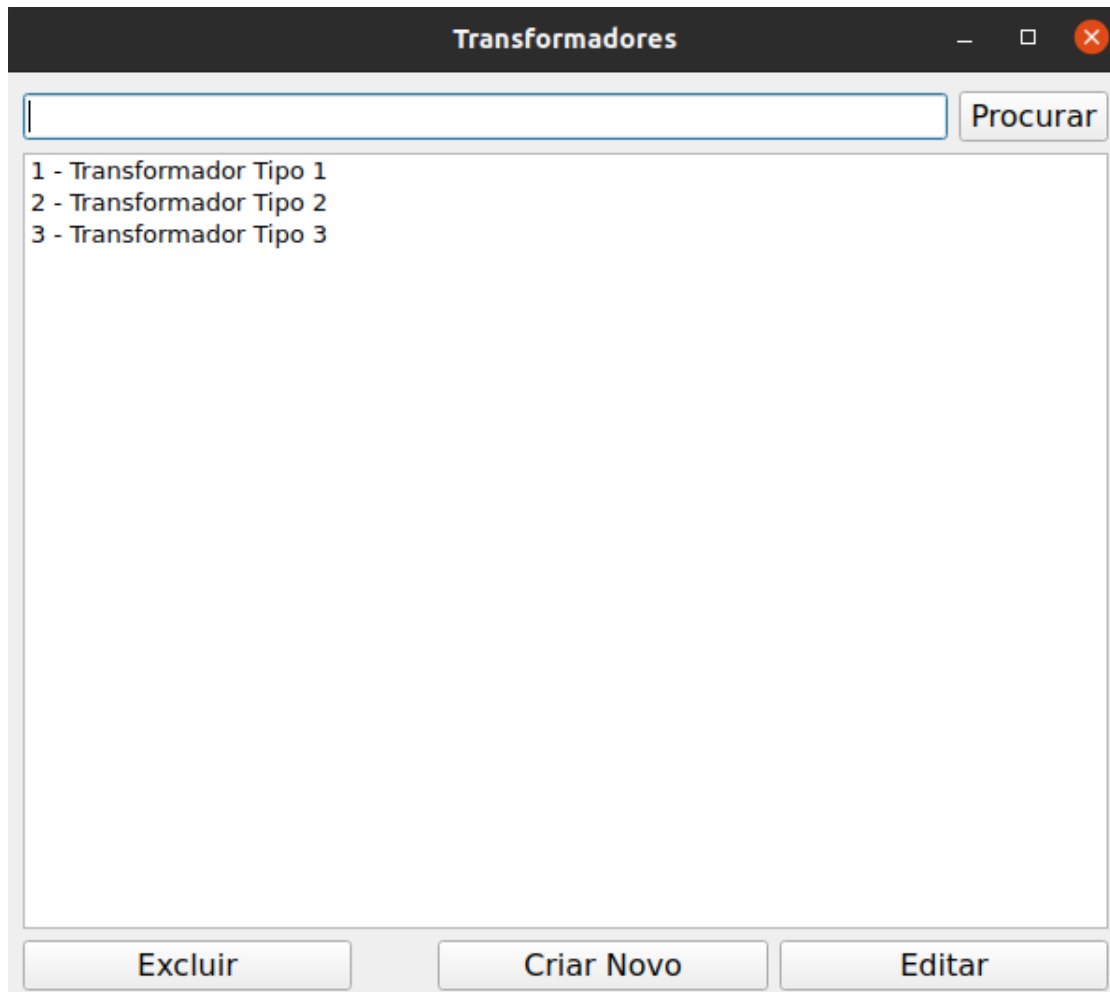 Transformadores
Procurar
1 - Transformador Tipo 1
2 - Transformador Tipo 2
3 - Transformador Tipo 3
Excluir Criar Novo Editar